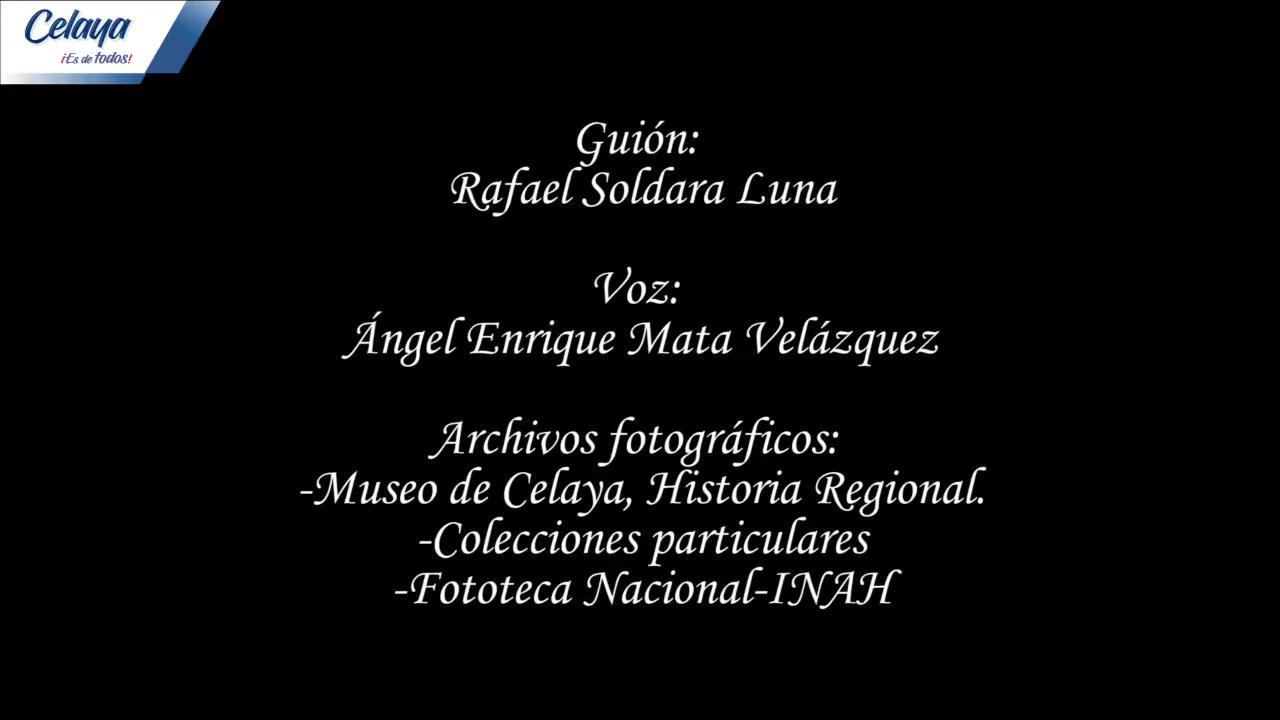 Celaya
¡Es de todos!
Guión:
Rafael Soldara Luna
Voz:
Ángel Enrique Mata Velázquez
Archivos fotográficos:
-Museo de Celaya, Historia Regional.
-Colecciones particulares
-Fototeca Nacional-INAH